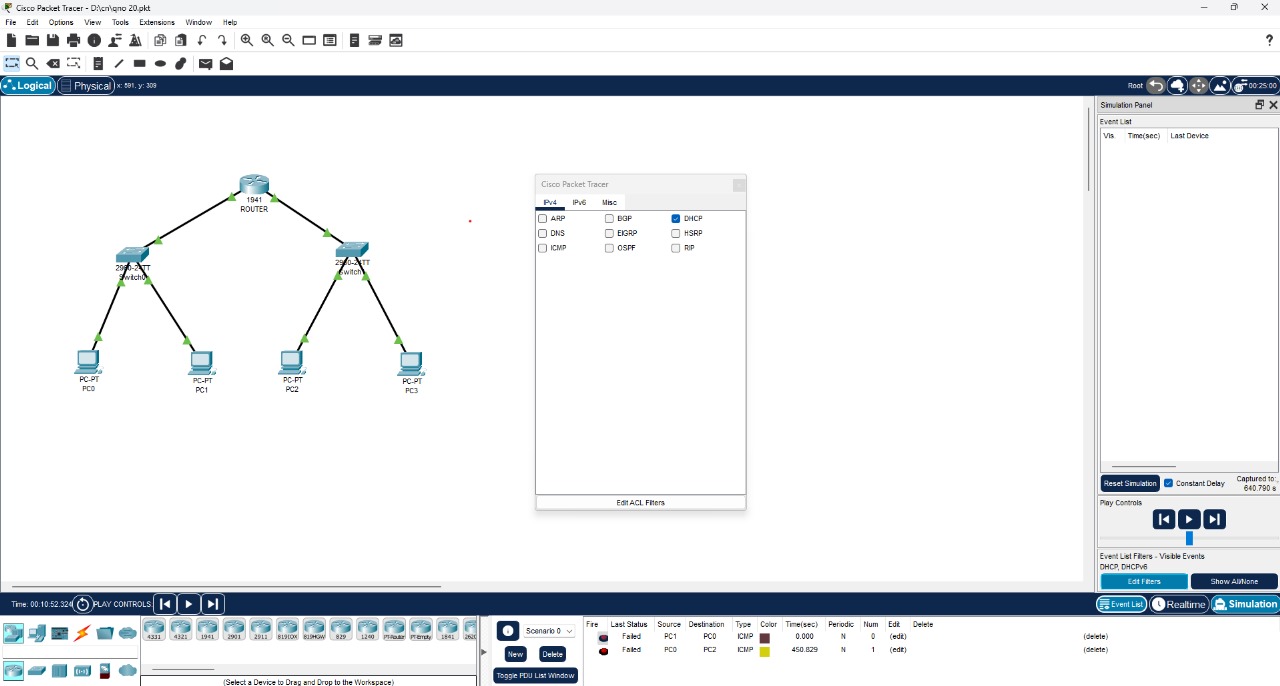 Cisco Packet Tracer - D:\cn\qno 20.pkt
File Edit Options View Tools Extensions Window Help
Logical Physical x: 591, y: 309 Root 00:25:00
Simulation Panel
Event List
Vis. Time(sec) Last Device
1941
ROUTER
2960-24TT
Switch0
2960-24TT
Switch
PC-PT
PC0
PC-PT
PC1
PC-PT
PC2
PC-PT
PC3
Cisco Packet Tracer
IPv4 IPv6 Misc
ARP BGP DHCP
DNS EIGRP HSRP
ICMP OSPF RIP
Edit ACL Filters
Reset Simulation Constant Delay Captured to:
640.790 s
Play Controls
Event List Filters - Visible Events
DHCP, DHCPv6
Edit Filters Show All/None
Time: 00:10:52.324 PLAY CONTROLS: Event List Realtime Simulation
4331 4321 1941 2901 2911 819IOX 819HGW 829 1240 PT-Router PT-Empty 1841 2620
(Select a Device to Drag and Drop to the Workspace)
Scenario 0
New Delete
Toggle PDU List Window
Fire Last Status Source Destination Type Color Time(sec) Periodic Num Edit Delete
Failed PC1 PC0 ICMP 0.000 N 0 (edit) (delete)
Failed PC0 PC2 ICMP 450.829 N 1 (edit) (delete)